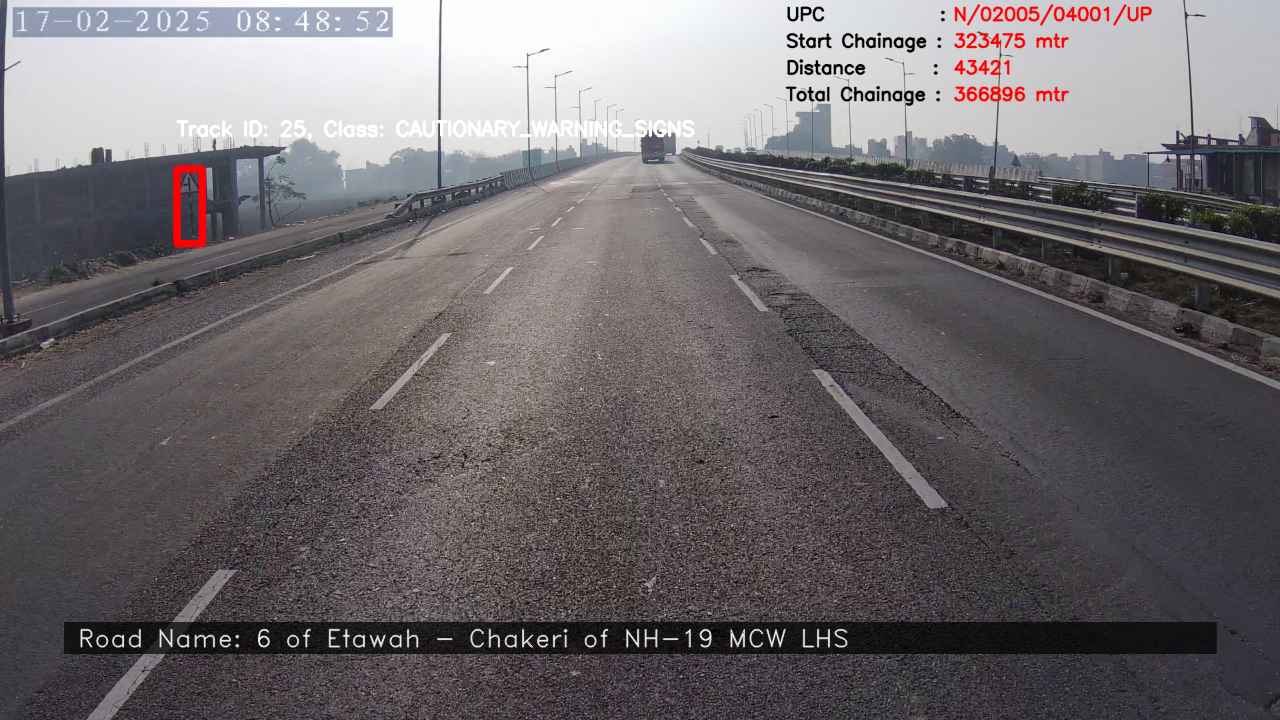 17-02-2025 08:48:52
UPC : N/02005/04001/UP
Start Chainage : 323475 mtr
Distance : 43421
Total Chainage : 366896 mtr
Track ID: 25, Class: CAUTIONARY_WARNING_SIGNS
Road Name: 6 of Etawah - Chakeri of NH-19 MCW LHS